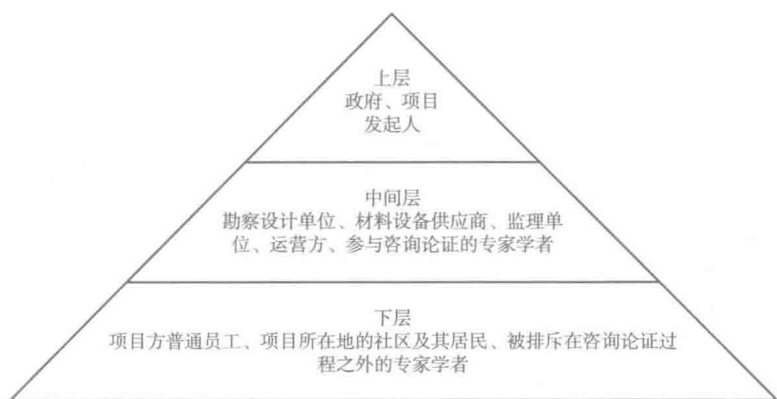 上层
政府、项目
发起人
中间层
勘察设计单位、材料设备供应商、监理单
位、运营方、参与咨询论证的专家学者
下层
项目方普通员工、项目所在地的社区及其居民、被排斥在咨询论证过
程之外的专家学者